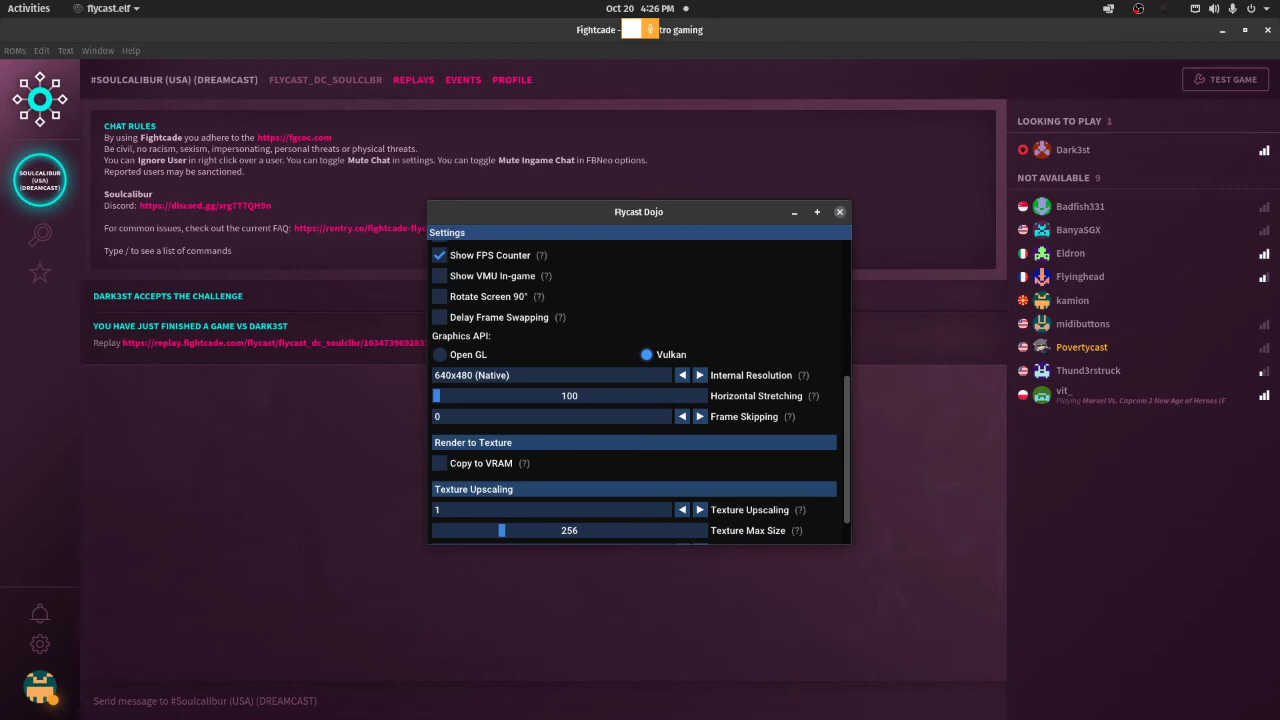 Activities
flycast.elf
Oct 20 4:26 PM
Fightcade - tro gaming
ROMs Edit Text Window Help
#SOULCALIBUR (USA) (DREAMCAST) FLYCAST_DC_SOULCLBR REPLAYS EVENTS PROFILE
TEST GAME
SOULCALIBUR
(USA)
(DREAMCAST)
CHAT RULES
By using Fightcade you adhere to the https://fgcoc.com
Be civil, no racism, sexism, impersonating, personal threats or physical threats.
You can Ignore User in right click over a user. You can toggle Mute Chat in settings. You can toggle Mute Ingame Chat in FBNeo options.
Reported users may be sanctioned.
Soulcalibur
Discord: https://discord.gg/srg7T7QH9n
For common issues, check out the current FAQ: https://rentry.co/fightcade-flyc
Type / to see a list of commands
DARK3ST ACCEPTS THE CHALLENGE
YOU HAVE JUST FINISHED A GAME VS DARK3ST
Replay https://replay.fightcade.com/flycast/flycast_dc_soulclbr/163473969283
Flycast Dojo
Settings
Show FPS Counter (?)
Show VMU In-game (?)
Rotate Screen 90° (?)
Delay Frame Swapping (?)
Graphics API:
Open GL
Vulkan
640x480 (Native) Internal Resolution (?)
100 Horizontal Stretching (?)
0 Frame Skipping (?)
Render to Texture
Copy to VRAM (?)
Texture Upscaling
1 Texture Upscaling (?)
256 Texture Max Size (?)
LOOKING TO PLAY 1
Dark3st
NOT AVAILABLE 9
Badfish331
BanyaSGX
Eldron
Flyinghead
kamion
midibuttons
Povertycast
Thund3rstruck
vit_
Playing Marvel Vs. Capcom 2 New Age of Heroes (F...
Send message to #Soulcalibur (USA) (DREAMCAST)